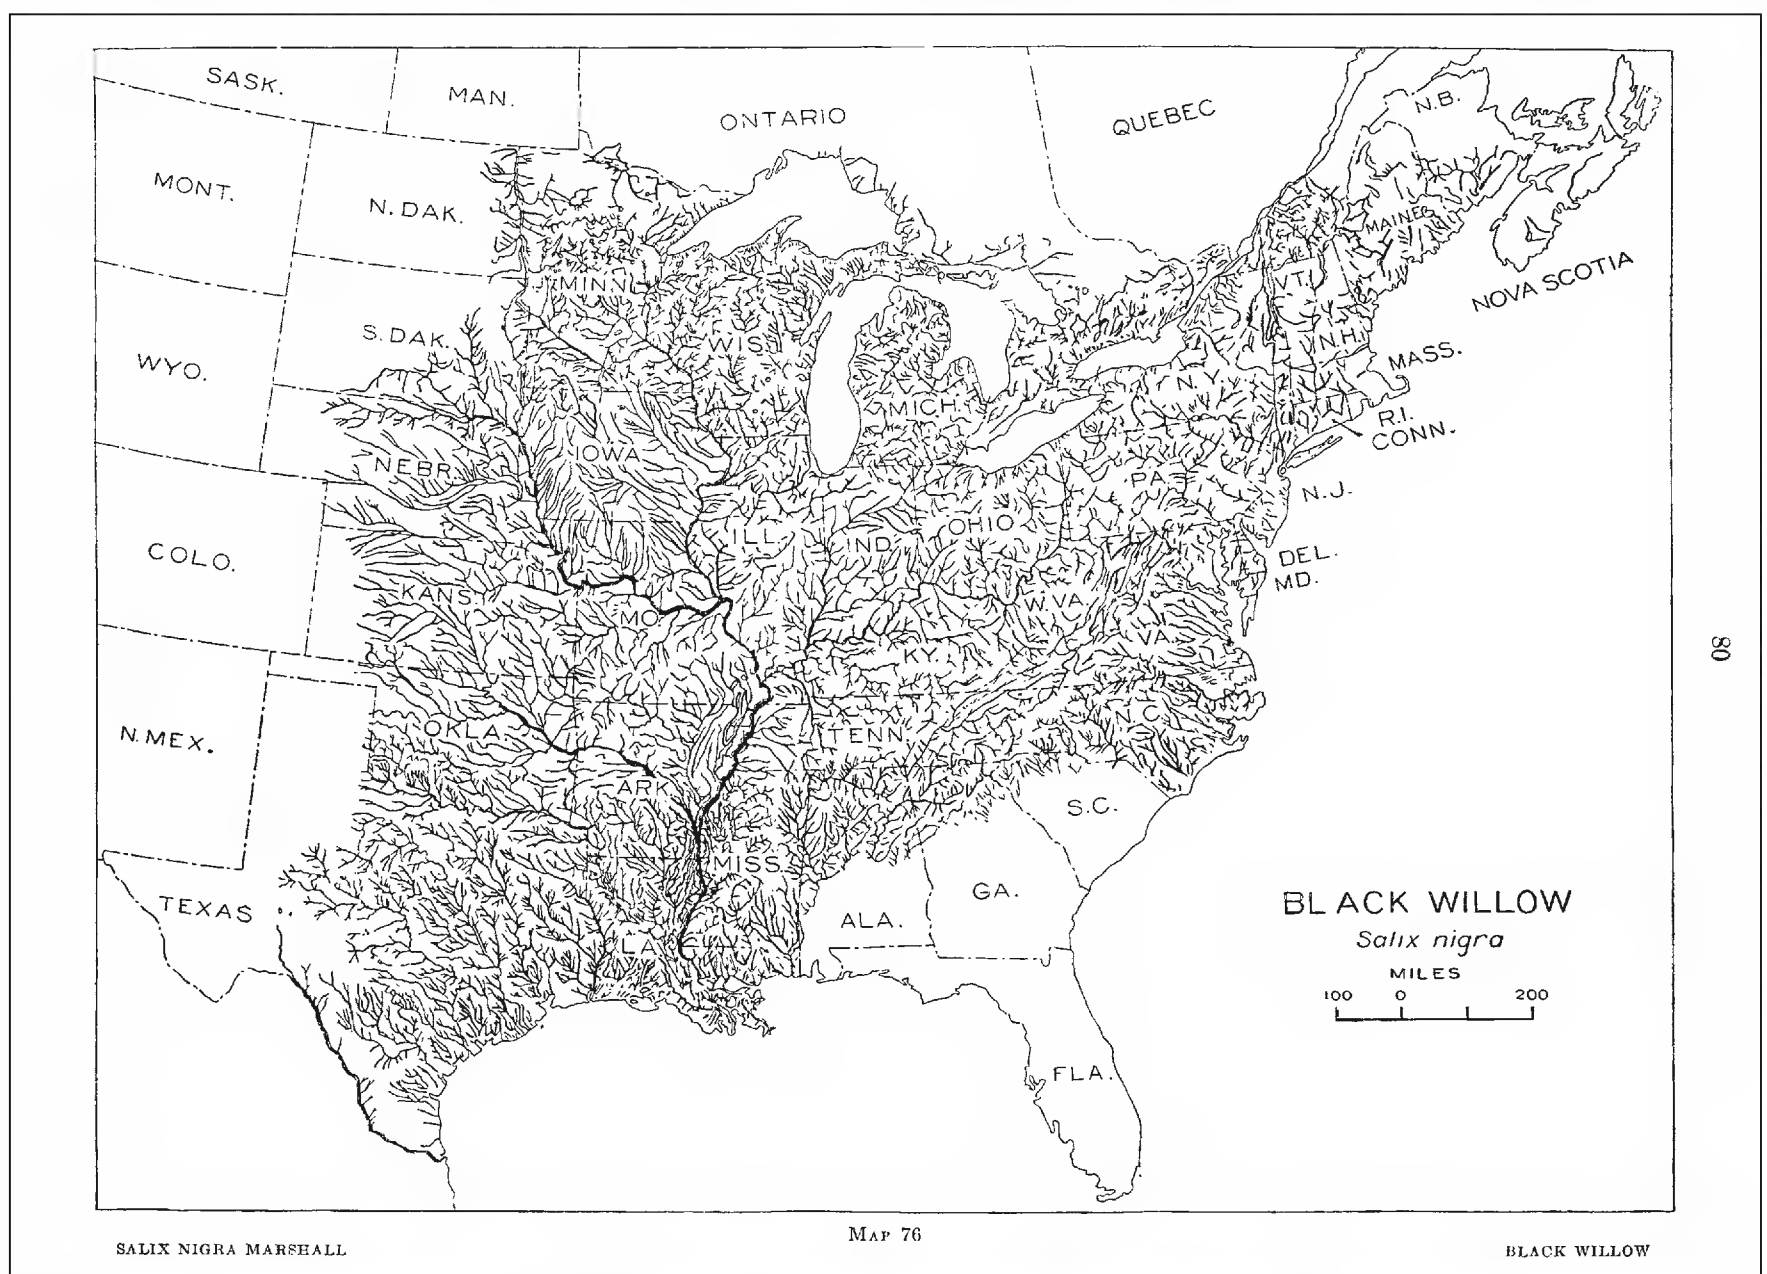 SASK.
MAN.
ONTARIO
QUEBEC
N.B.
MONT.
N. DAK.
MAINE
NOVA SCOTIA
MINN.
VT.
S. DAK.
WIS.
N.H.
MASS.
WYO.
N.Y.
MICH.
R.I.
CONN.
NEBR.
IOWA
PA.
N.J.
COLO.
ILL.
IND.
OHIO
DEL.
MD.
KANS.
MO.
W.VA.
VA.
KY.
80
N. MEX.
OKLA.
TENN.
N.C.
ARK.
S.C.
MISS.
TEXAS
ALA.
GA.
LA.
BLACK WILLOW
Salix nigra
MILES
100 0 200
FLA.
MAP 76
SALIX NIGRA MARSHALL
BLACK WILLOW